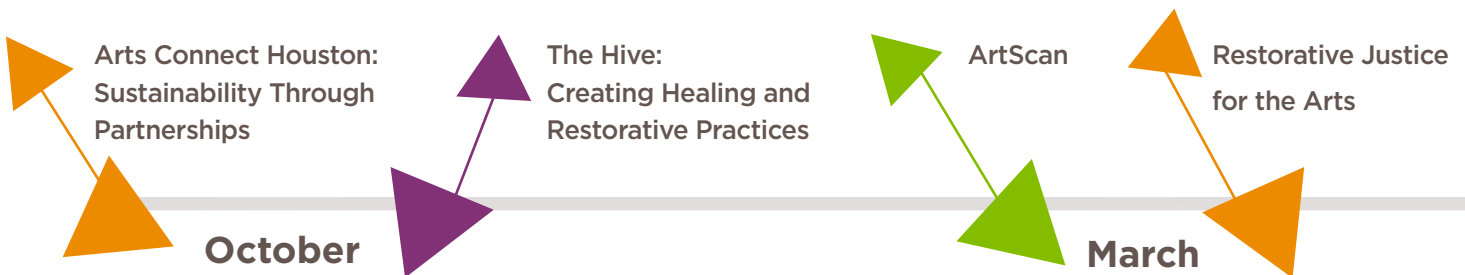 Arts Connect Houston:
Sustainability Through
Partnerships
The Hive:
Creating Healing and
Restorative Practices
ArtScan
Restorative Justice
for the Arts
October
March